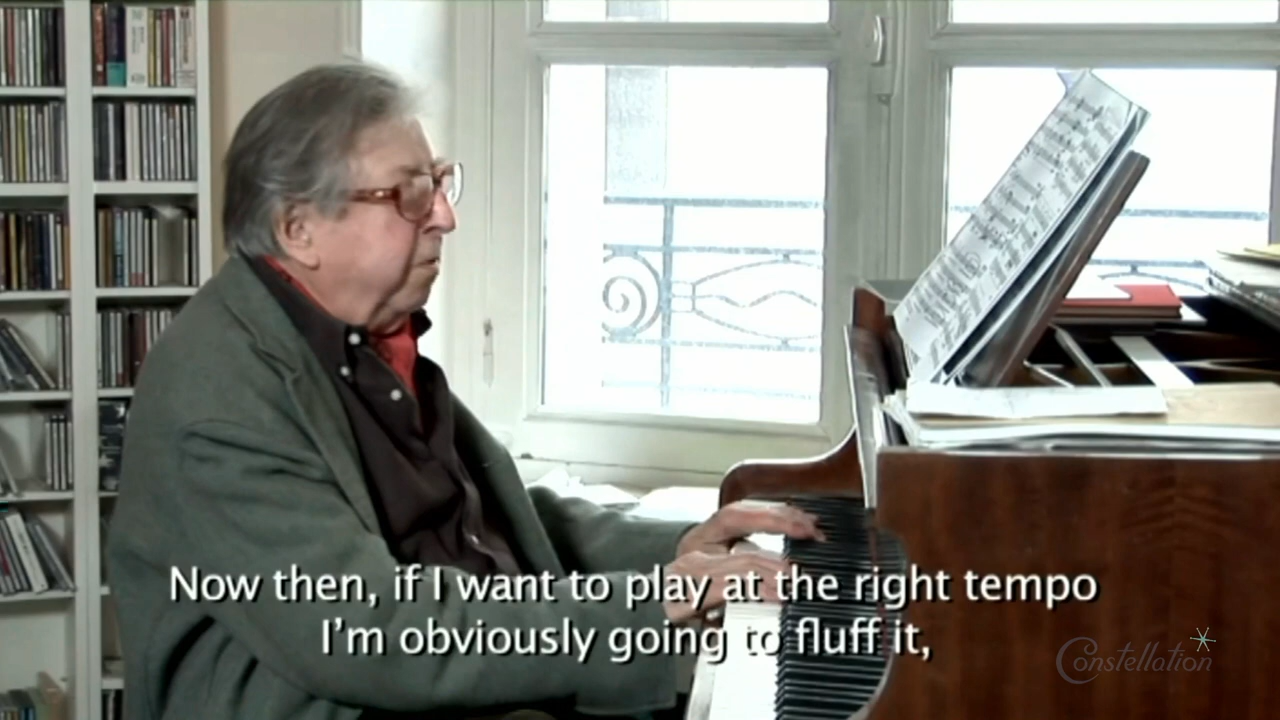 Now then, if I want to play at the right tempo
I'm obviously going to fluff it,
Constellation